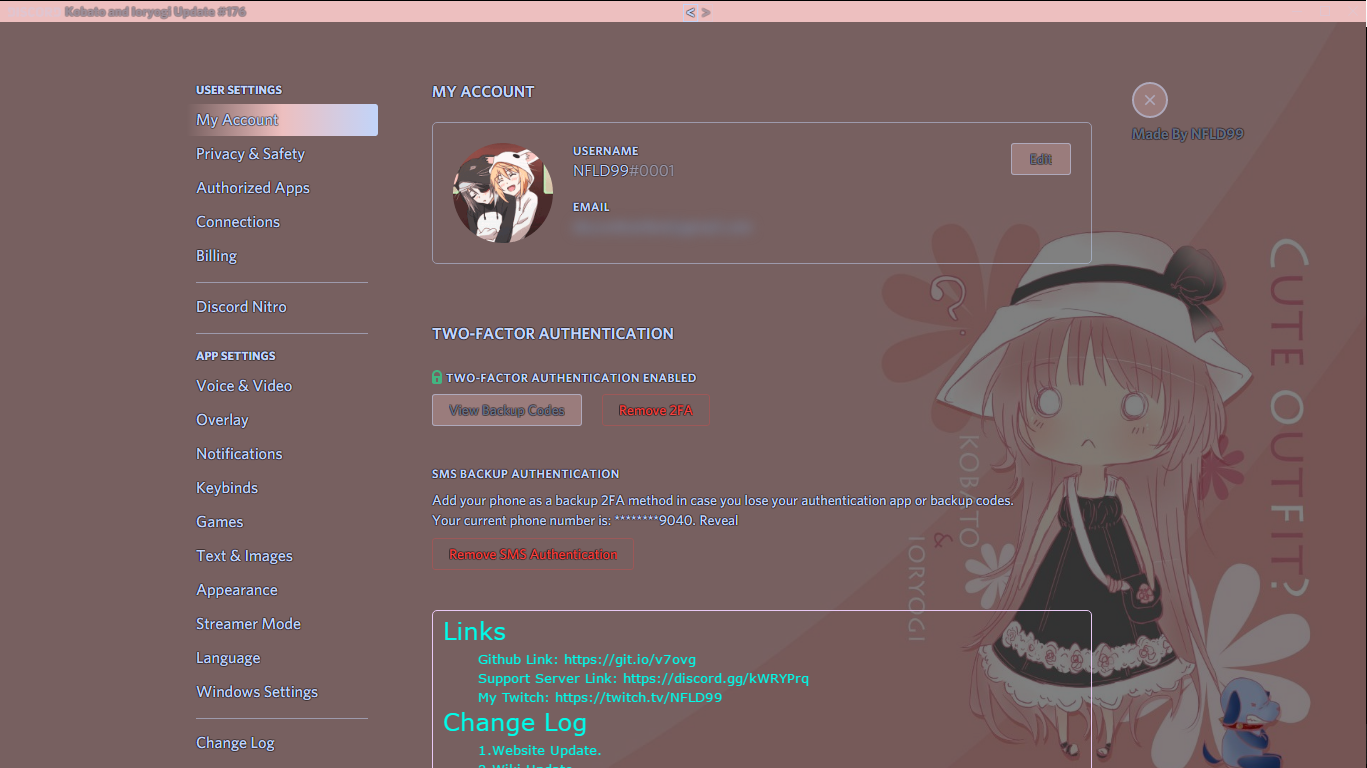 Kobato and Ioryogi Update #176
< >
USER SETTINGS
My Account
Privacy & Safety
Authorized Apps
Connections
Billing
Discord Nitro
APP SETTINGS
Voice & Video
Overlay
Notifications
Keybinds
Games
Text & Images
Appearance
Streamer Mode
Language
Windows Settings
Change Log
MY ACCOUNT
USERNAME
NFLD99#0001
EMAIL
Edit
Made By NFLD99
TWO-FACTOR AUTHENTICATION
TWO-FACTOR AUTHENTICATION ENABLED
View Backup Codes
Remove 2FA
SMS BACKUP AUTHENTICATION
Add your phone as a backup 2FA method in case you lose your authentication app or backup codes.
Your current phone number is: ********9040. Reveal
Remove SMS Authentication
Links
Github Link: https://git.io/v7ovg
Support Server Link: https://discord.gg/kWRYPrq
My Twitch: https://twitch.tv/NFLD99
Change Log
1.Website Update.
2.Wiki Update.
?
CUTE OUTFIT?
KOBATO
&
IORYOGI